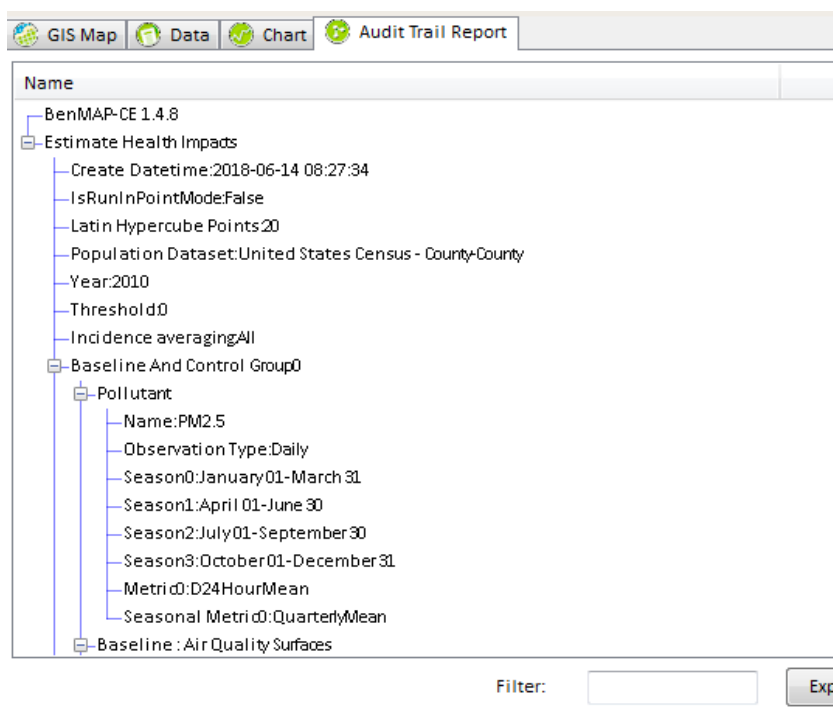 GIS Map Data Chart Audit Trail Report
Name
BenMAP-CE 1.4.8
Estimate Health Impacts
Create Datetime:2018-06-14 08:27:34
IsRunInPointMode:False
Latin Hypercube Points:20
Population Dataset:United States Census - County-County
Year:2010
Threshold:0
Incidence averaging:All
Baseline And Control Group0
Pollutant
Name:PM2.5
Observation Type:Daily
Season0:January 01-March 31
Season1:April 01-June 30
Season2:July 01-September 30
Season3:October 01-December 31
Metric0:D24HourMean
Seasonal Metric0:QuarterlyMean
Baseline : Air Quality Surfaces
Filter: Exp